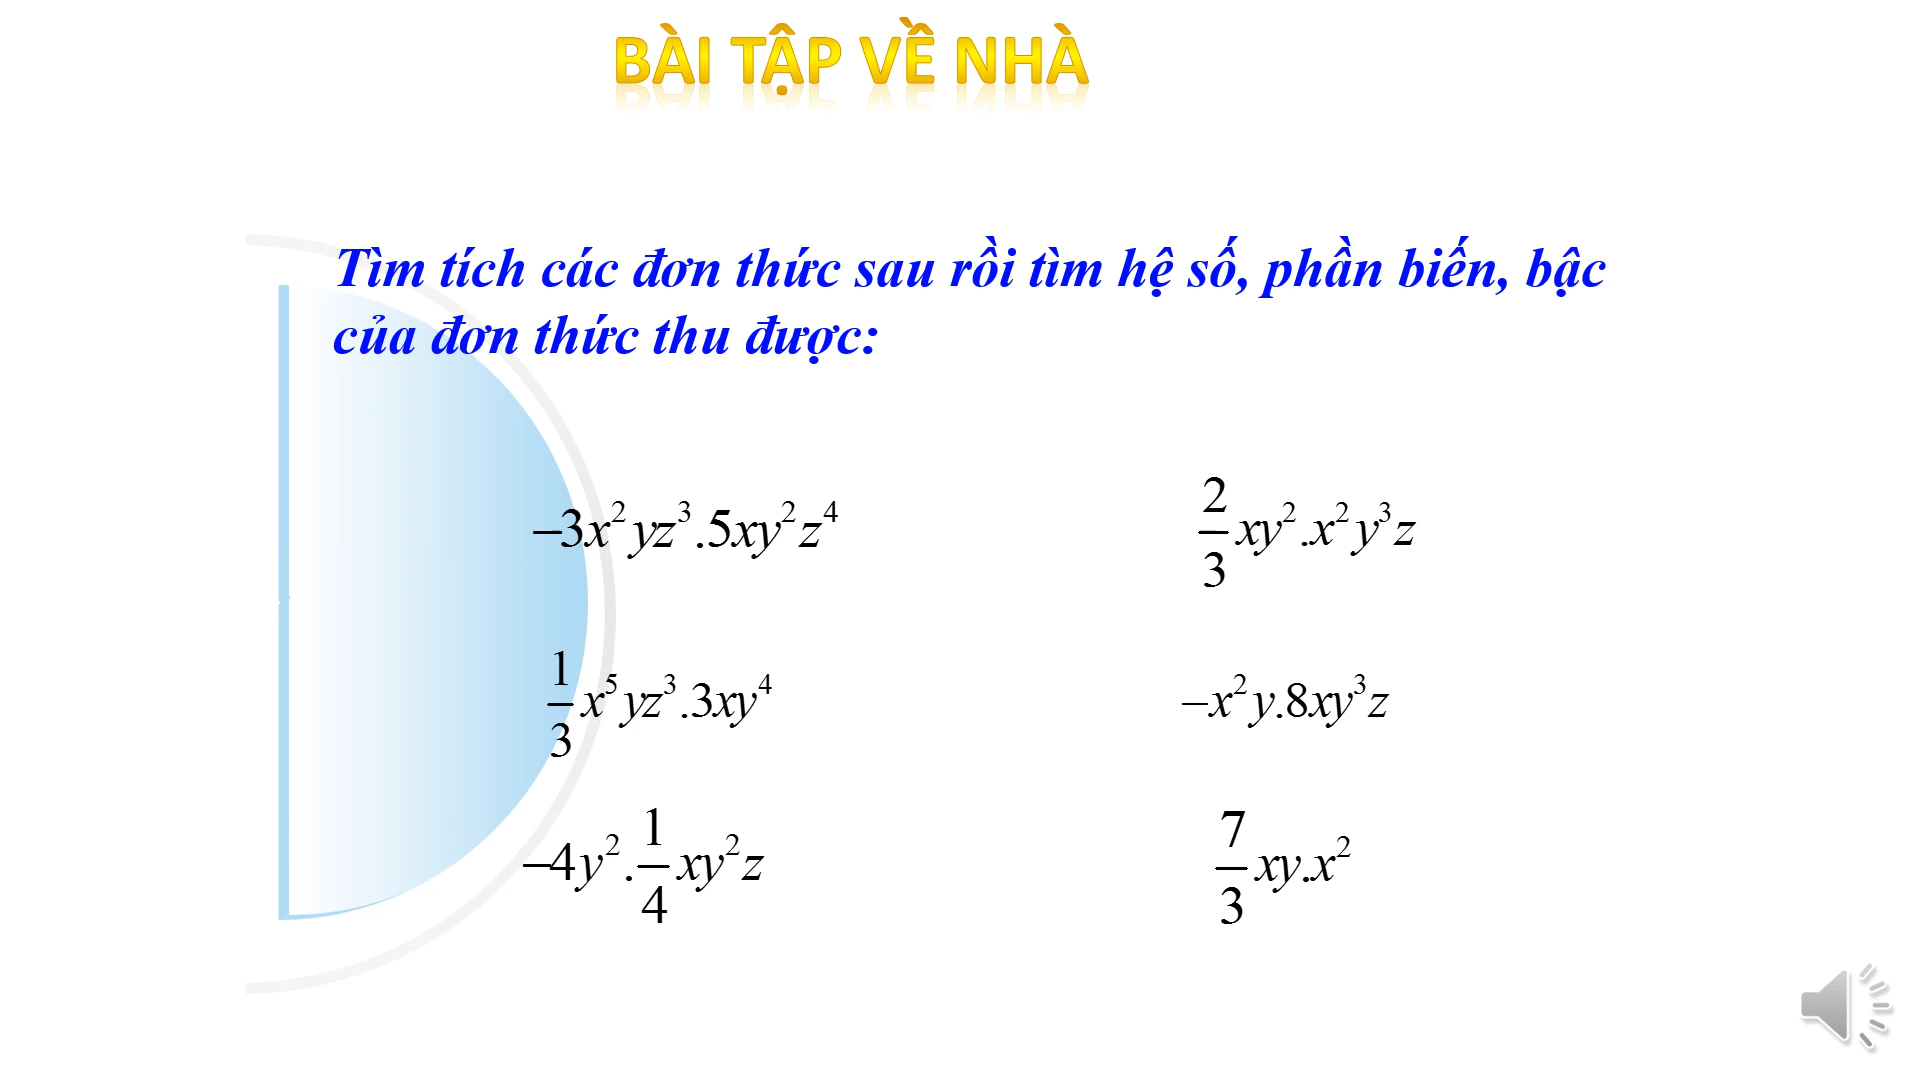 BÀI TẬP VỀ NHÀ
Tìm tích các đơn thức sau rồi tìm hệ số, phần biến, bậc
của đơn thức thu được:
−3x²yz³.5xy²z⁴
2/3 xy².x²y³z
1/3 x⁵yz³.3xy⁴
−x²y.8xy³z
−4y².1/4 xy²z
7/3 xy.x²